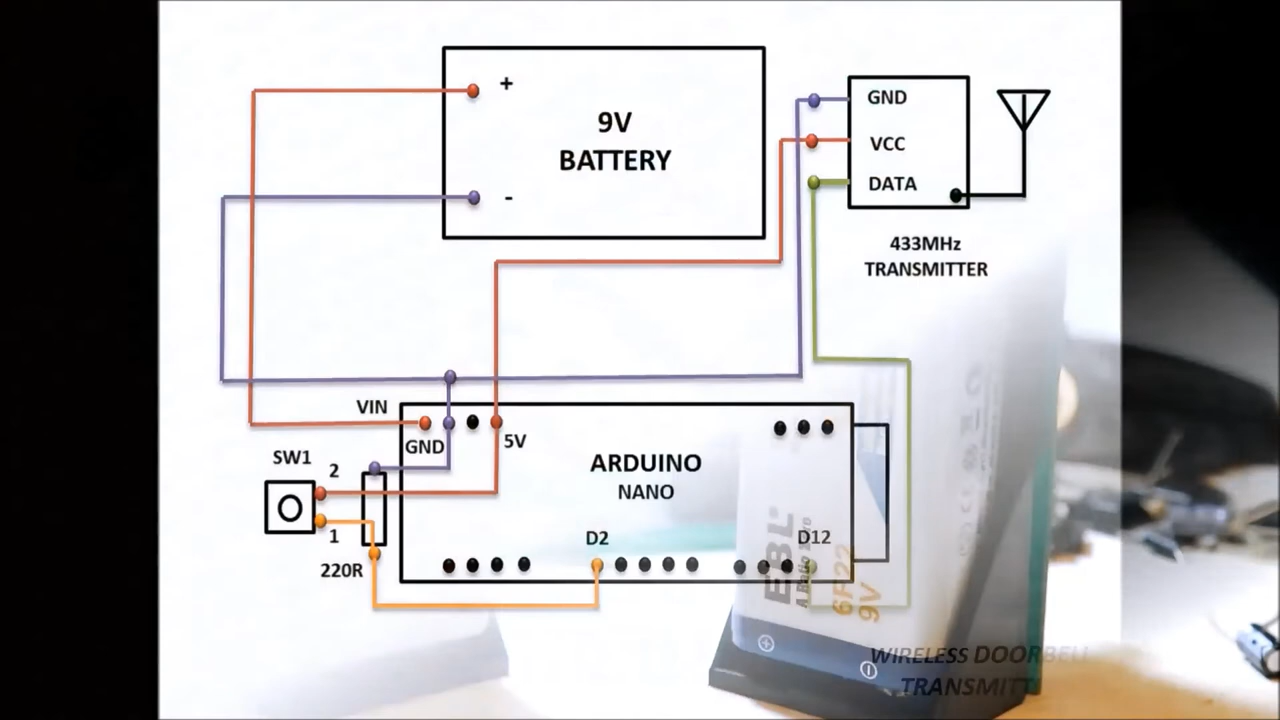 +
9V
BATTERY
-
GND
VCC
DATA
433MHz
TRANSMITTER
VIN
GND
5V
SW1
2
1
220R
ARDUINO
NANO
D2
D12
EBL
6F22
9V
WIRELESS DOORBELL
TRANSMITT